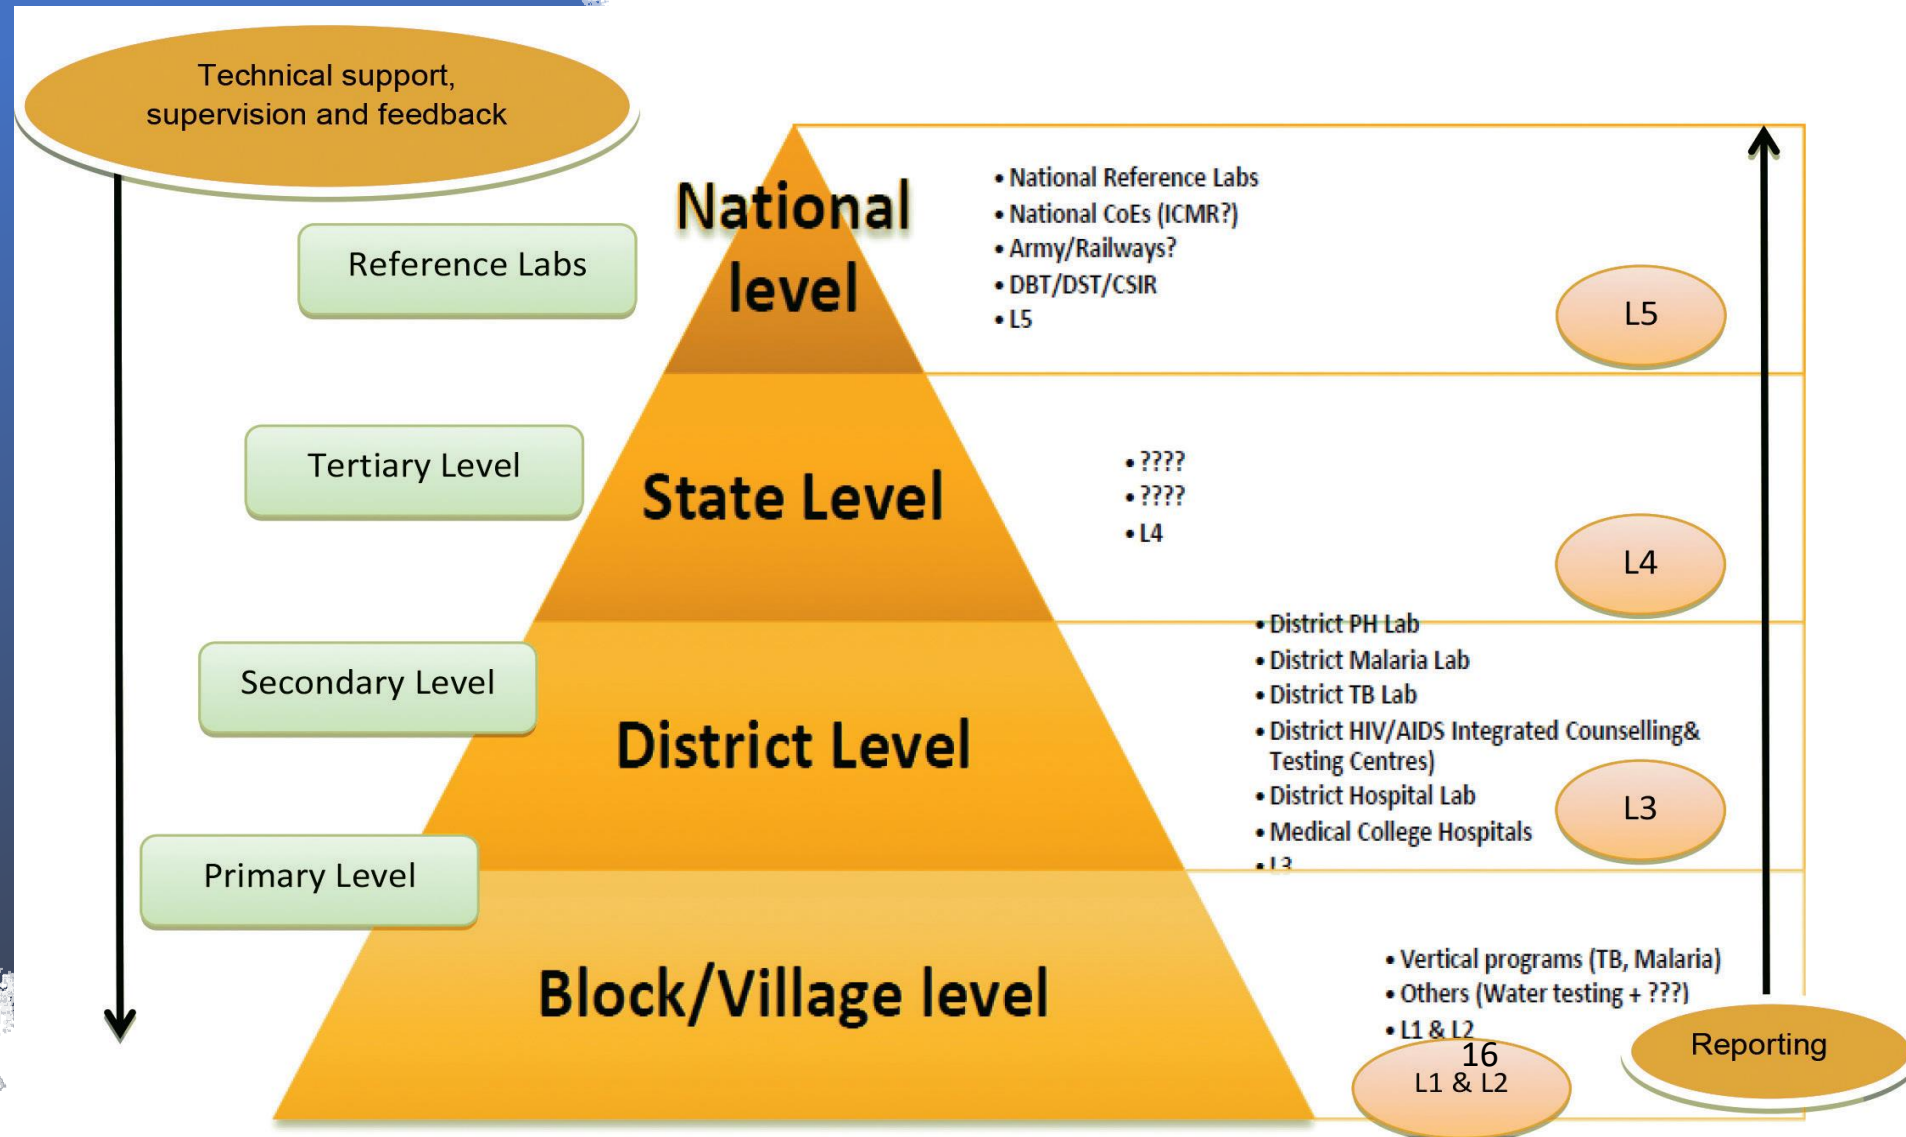 Technical support,
supervision and feedback
Reference Labs
National
level
• National Reference Labs
• National CoEs (ICMR?)
• Army/Railways?
• DBT/DST/CSIR
• L5
L5
Tertiary Level
State Level
• ????
• ????
• L4
L4
Secondary Level
District Level
• District PH Lab
• District Malaria Lab
• District TB Lab
• District HIV/AIDS Integrated Counselling&
Testing Centres)
• District Hospital Lab
• Medical College Hospitals
• L3
L3
Primary Level
Block/Village level
• Vertical programs (TB, Malaria)
• Others (Water testing + ???)
• L1 & L2
16
L1 & L2
Reporting